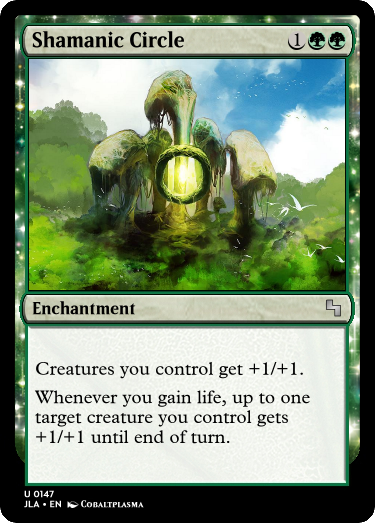 Shamanic Circle 1
Enchantment
Creatures you control get +1/+1.
Whenever you gain life, up to one
target creature you control gets
+1/+1 until end of turn.
U 0147
JLA • EN Cobaltplasma